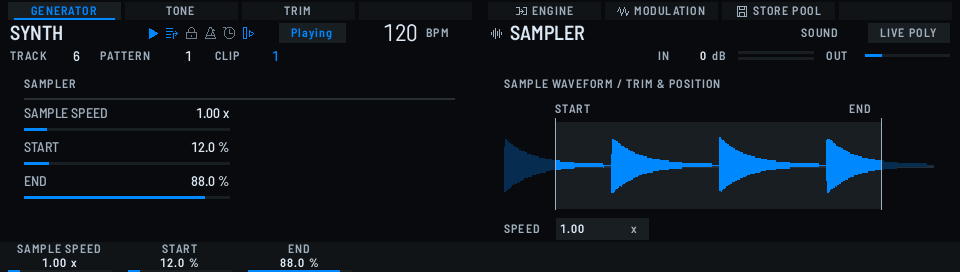 GENERATOR TONE TRIM ENGINE MODULATION STORE POOL
SYNTH Playing 120 BPM SAMPLER SOUND LIVE POLY
TRACK 6 PATTERN 1 CLIP 1 IN 0 dB OUT
SAMPLER
SAMPLE WAVEFORM / TRIM & POSITION
SAMPLE SPEED 1.00 x
START 12.0 %
END 88.0 %
START END
SPEED 1.00 x
SAMPLE SPEED START END
1.00 x 12.0 % 88.0 %